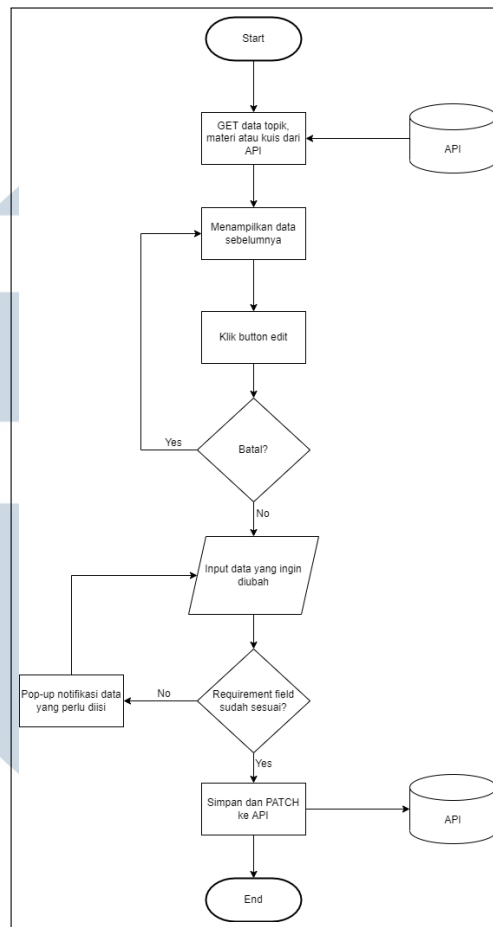 Start
GET data topik,
materi atau kuis dari
API
API
Menampilkan data
sebelumnya
Klik button edit
Batal?
Yes
No
Input data yang ingin
diubah
Requirement field
sudah sesuai?
No
Pop-up notifikasi data
yang perlu diisi
Yes
Simpan dan PATCH
ke API
API
End